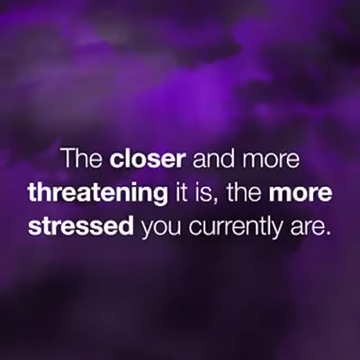 The closer and more
threatening it is, the more
stressed you currently are.